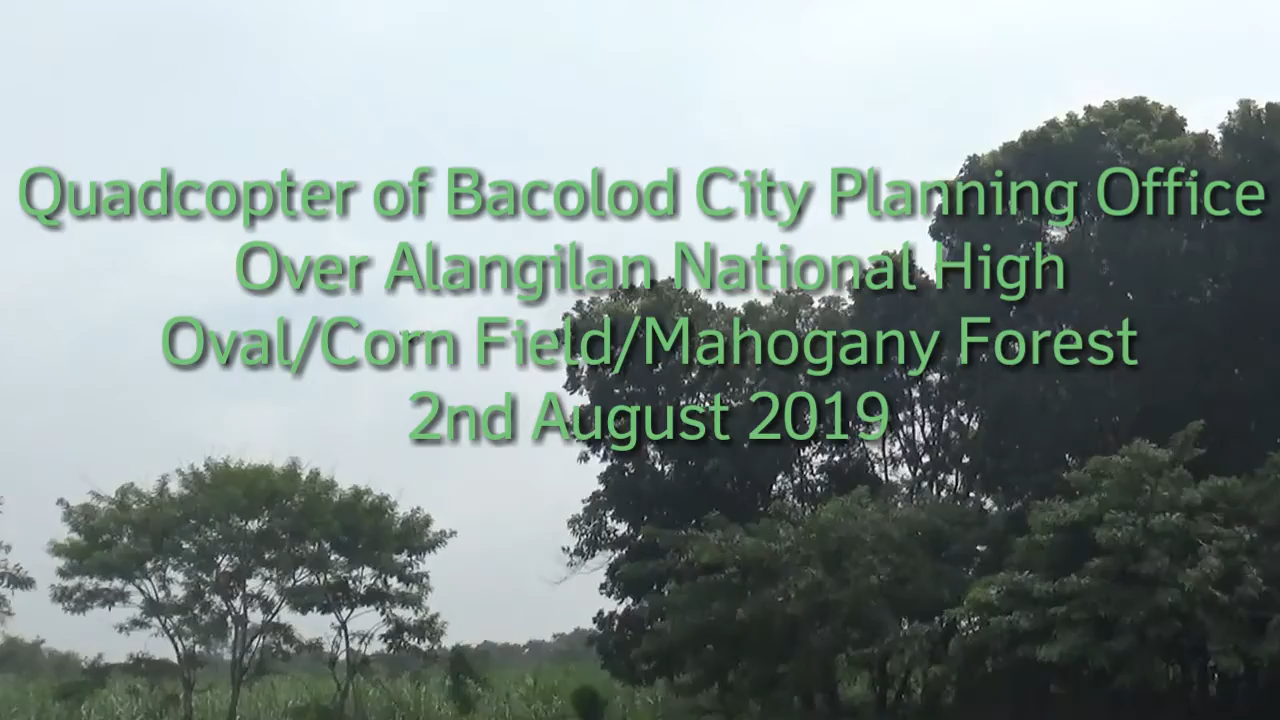 Quadcopter of Bacolod City Planning Office
Over Alangilan National High
Oval/Corn Field/Mahogany Forest
2nd August 2019